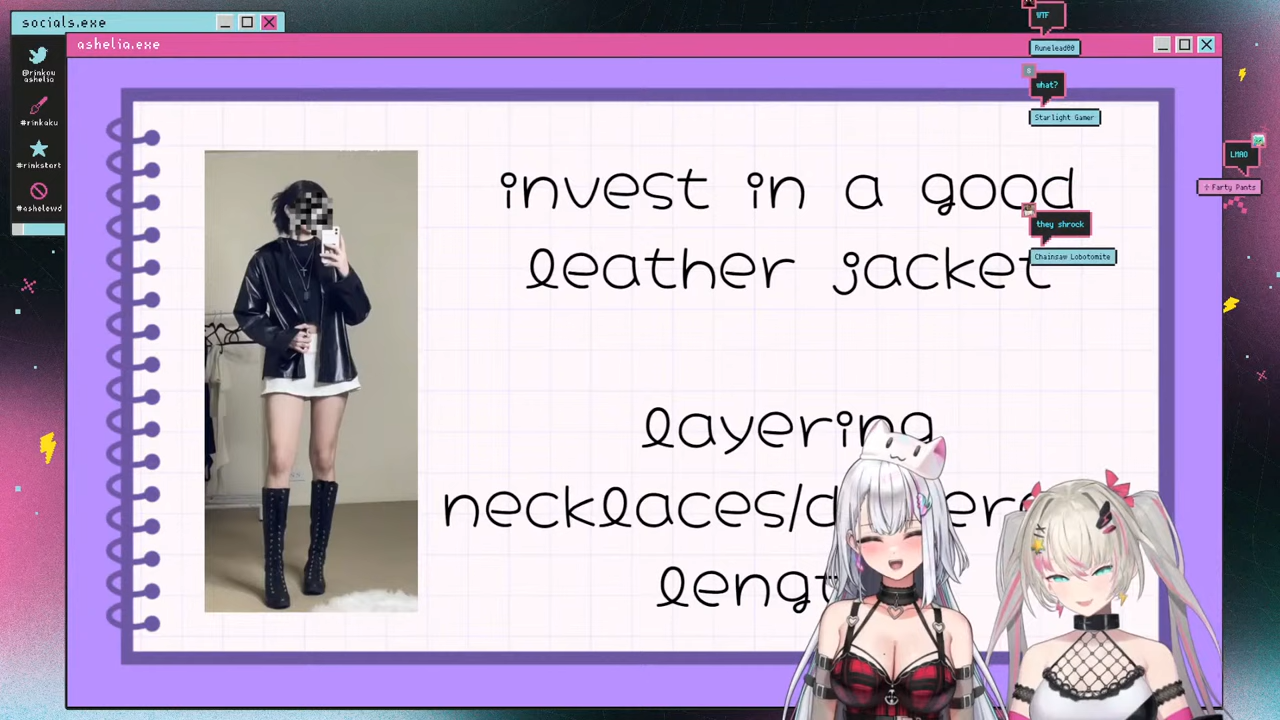 socials.exe
ashelia.exe
@rinkou
ashelia
#rinkaku
#rinkstart
#ashelewd
invest in a good
leather jacket
layering
lengt
WTF
Runelead00
what?
Starlight Gamer
LMAO
Farty Pants
they shrock
Chainsaw Lobotomite